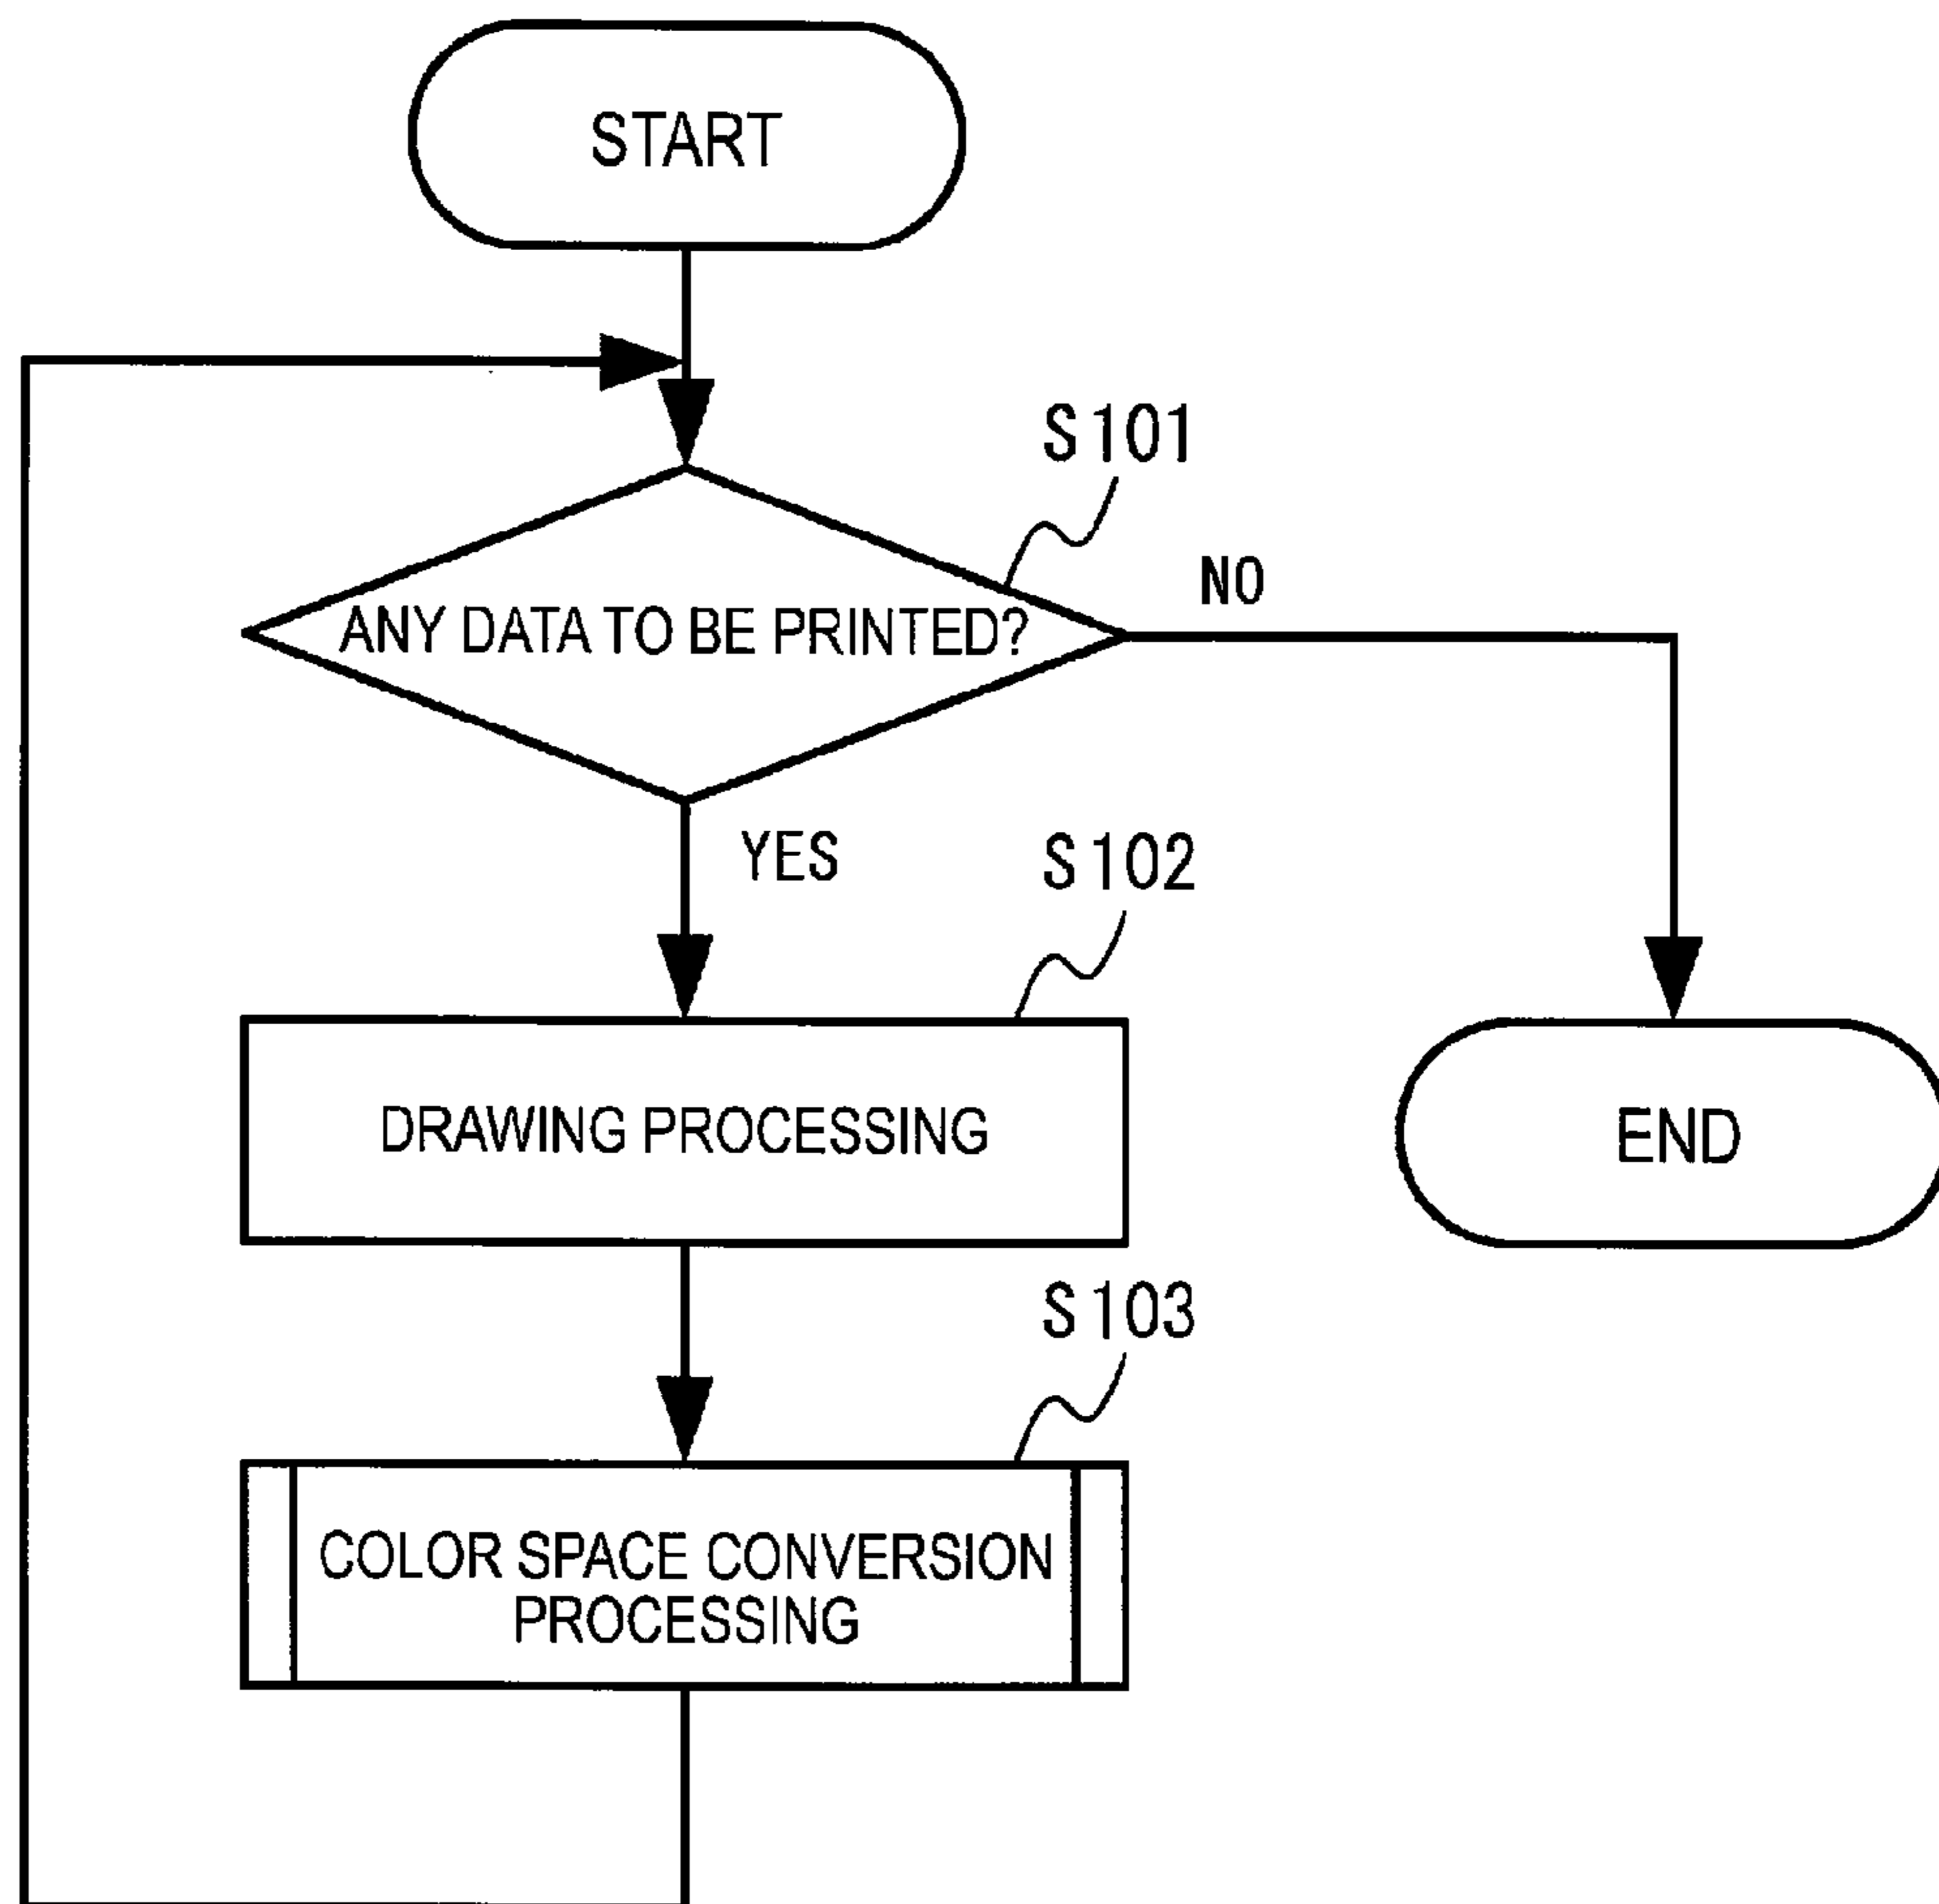 START
S101
NO
ANY DATA TO BE PRINTED?
YES
S102
DRAWING PROCESSING
END
S103
COLOR SPACE CONVERSION
PROCESSING